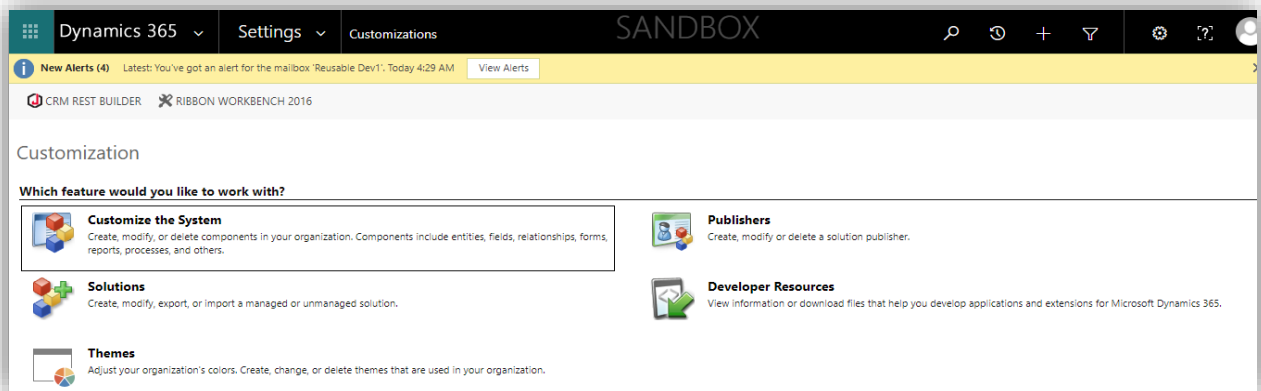 Dynamics 365 Settings Customizations SANDBOX [?]
New Alerts (4) Latest: You've got an alert for the mailbox 'Reusable Dev1'. Today 4:29 AM View Alerts
CRM REST BUILDER RIBBON WORKBENCH 2016
Customization
Which feature would you like to work with?
Customize the System
Create, modify, or delete components in your organization. Components include entities, fields, relationships, forms,
reports, processes, and others.
Publishers
Create, modify or delete a solution publisher.
Solutions
Create, modify, export, or import a managed or unmanaged solution.
Developer Resources
View information or download files that help you develop applications and extensions for Microsoft Dynamics 365.
Themes
Adjust your organization's colors. Create, change, or delete themes that are used in your organization.